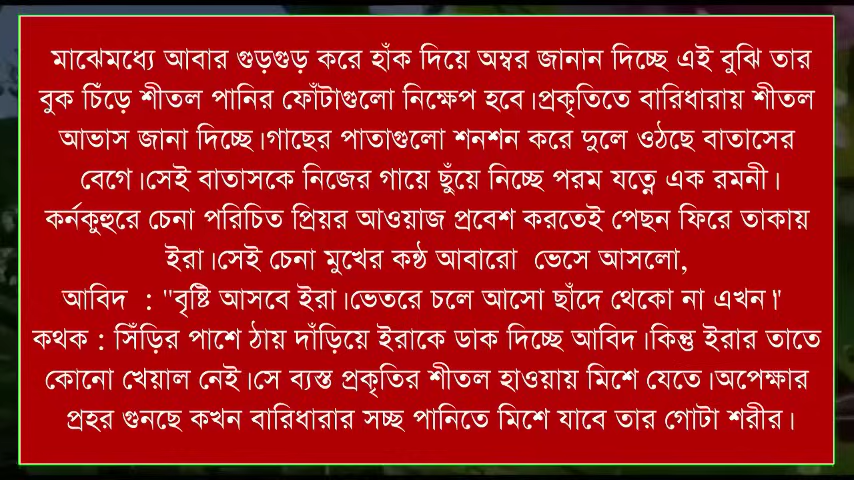 মাঝেমধ্যে আবার গুড়গুড় করে হাঁক দিয়ে অম্বর জানান দিচ্ছে এই বুঝি তার
বুক চিঁড়ে শীতল পানির ফোঁটাগুলো নিক্ষেপ হবে।প্রকৃতিতে বারিধারায় শীতল
আভাস জানা দিচ্ছে।গাছের পাতাগুলো শনশন করে দুলে ওঠছে বাতাসের
বেগে।সেই বাতাসকে নিজের গায়ে ছুঁয়ে নিচ্ছে পরম যত্নে এক রমনী।
কর্নকুহুরে চেনা পরিচিত প্রিয়র আওয়াজ প্রবেশ করতেই পেছন ফিরে তাকায়
ইরা।সেই চেনা মুখের কন্ঠ আবারো ভেসে আসলো,
আবিদ : "বৃষ্টি আসবে ইরা।ভেতরে চলে আসো ছাঁদে থেকো না এখন।"
কথক : সিঁড়ির পাশে ঠায় দাঁড়িয়ে ইরাকে ডাক দিচ্ছে আবিদ।কিন্তু ইরার তাতে
কোনো খেয়াল নেই।সে ব্যস্ত প্রকৃতির শীতল হাওয়ায় মিশে যেতে।অপেক্ষার
প্রহর গুনছে কখন বারিধারার সচ্ছ পানিতে মিশে যাবে তার গোটা শরীর।